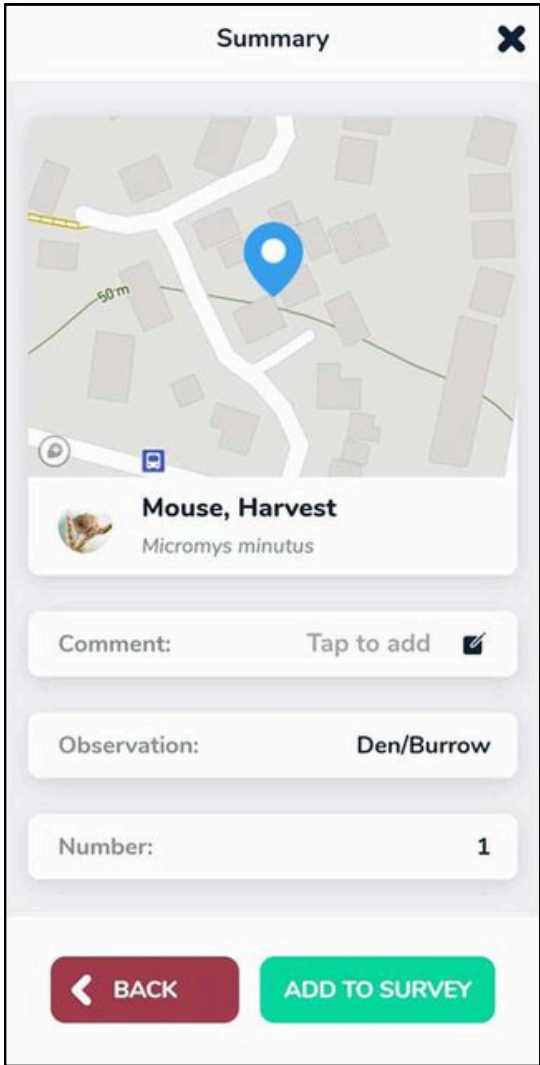 Summary
50 m
Mouse, Harvest
Micromys minutus
Comment: Tap to add
Observation: Den/Burrow
Number: 1
BACK ADD TO SURVEY